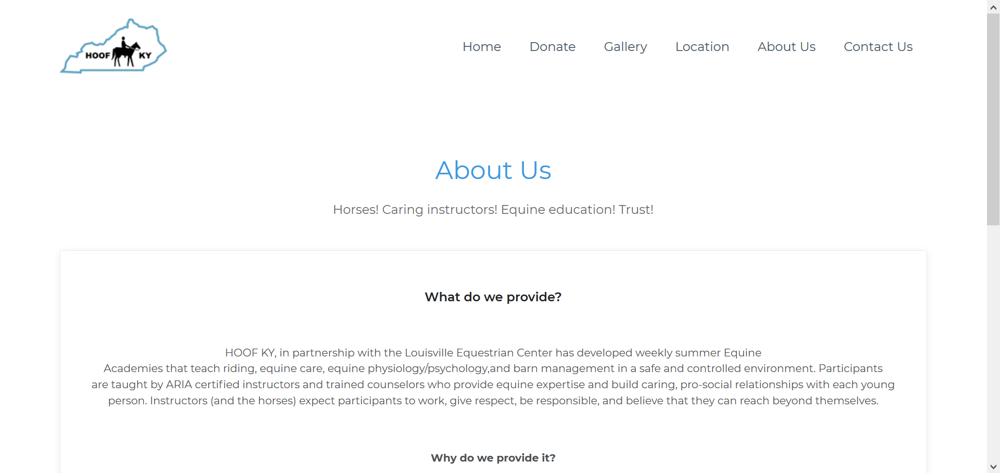 HOOF KY
Home Donate Gallery Location About Us Contact Us
About Us
Horses! Caring instructors! Equine education! Trust!
What do we provide?
HOOF KY, in partnership with the Louisville Equestrian Center has developed weekly summer Equine
Academies that teach riding, equine care, equine physiology/psychology,and barn management in a safe and controlled environment. Participants
are taught by ARIA certified instructors and trained counselors who provide equine expertise and build caring, pro-social relationships with each young
person. Instructors (and the horses) expect participants to work, give respect, be responsible, and believe that they can reach beyond themselves.
Why do we provide it?